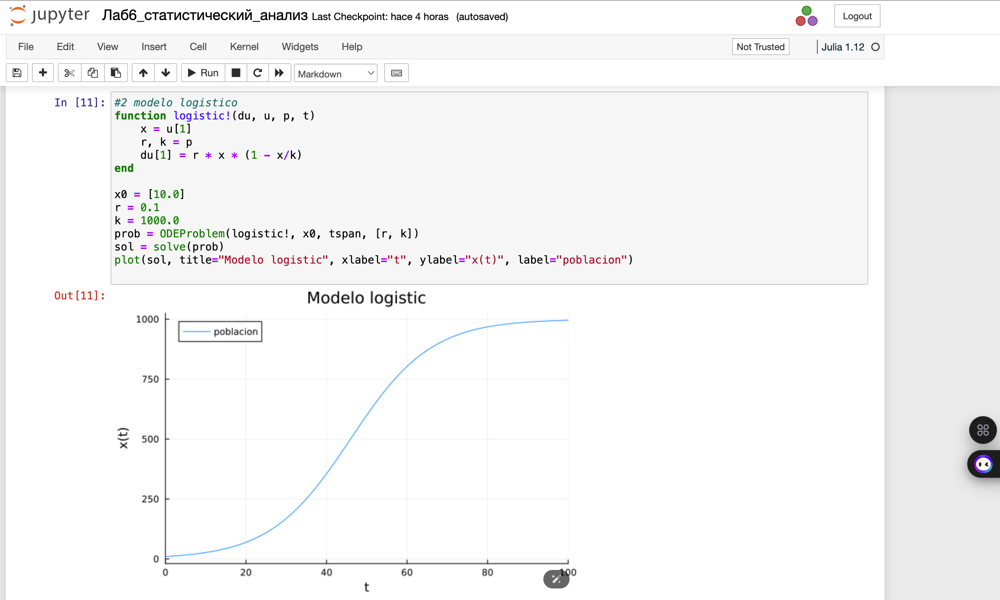 jupyter Лаб6_статистический_анализ Last Checkpoint: hace 4 horas (autosaved) Logout
File Edit View Insert Cell Kernel Widgets Help Not Trusted Julia 1.12
Run Markdown
In [11]:
#2 modelo logistico
function logistic!(du, u, p, t)
    x = u[1]
    r, k = p
    du[1] = r * x * (1 - x/k)
end
x0 = [10.0]
r = 0.1
k = 1000.0
prob = ODEProblem(logistic!, x0, tspan, [r, k])
sol = solve(prob)
plot(sol, title="Modelo logistic", xlabel="t", ylabel="x(t)", label="poblacion")
Out[11]:
Modelo logistic
poblacion
1000
750
500
250
0
x(t)
0 20 40 60 80 100
t